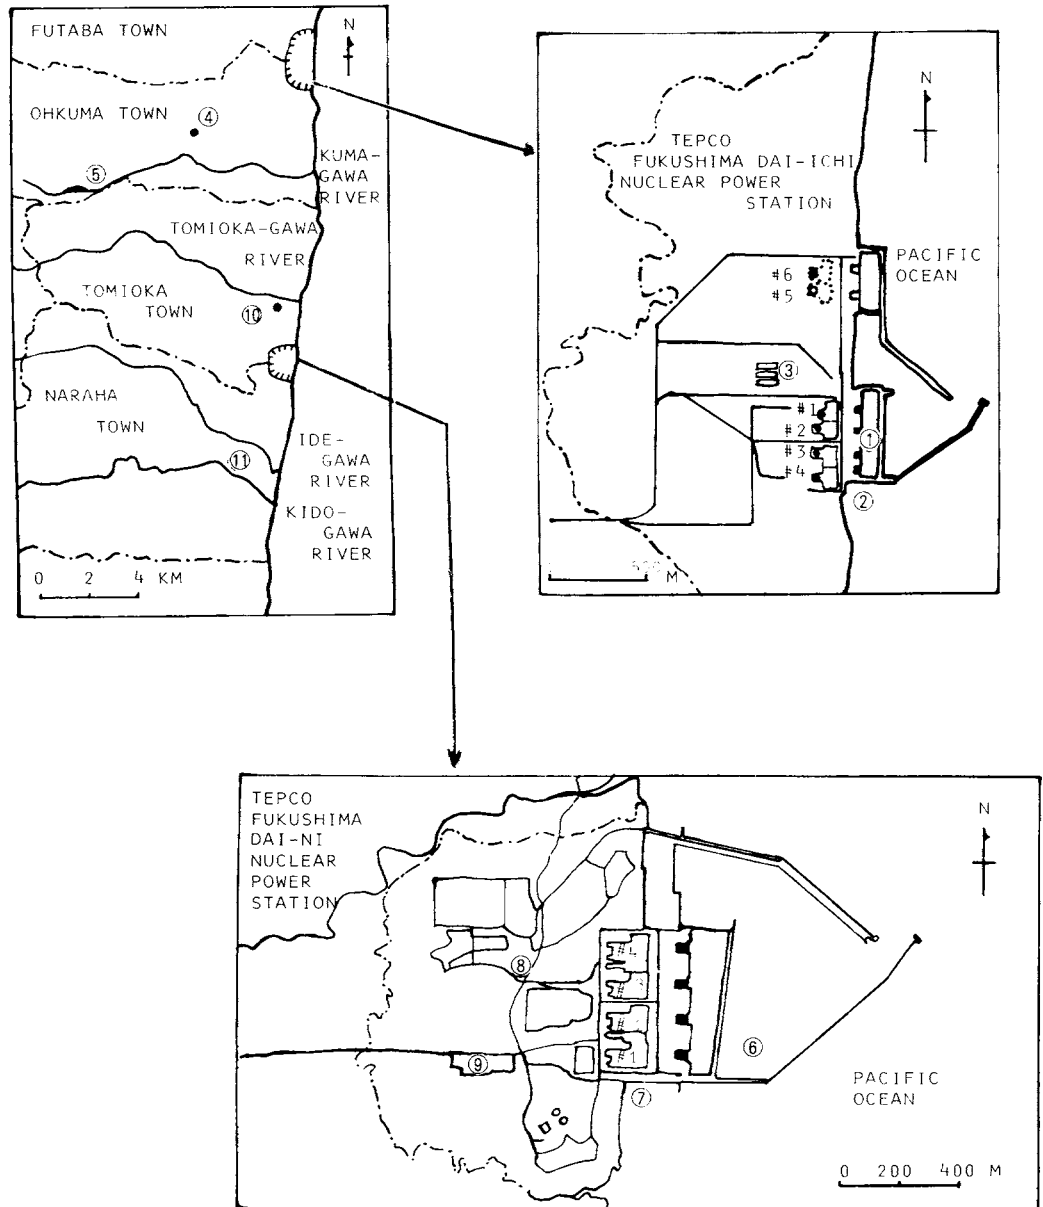 FUTABA TOWN
N
OHKUMA TOWN
④
⑤
KUMA-
GAWA
RIVER
TOMIOKA-GAWA
RIVER
TOMIOKA
TOWN
⑩
NARAHA
TOWN
⑪
IDE-
GAWA
RIVER
KIDO-
GAWA
RIVER
0 2 4 KM
N
TEPCO
FUKUSHIMA DAI-ICHI
NUCLEAR POWER
STATION
PACIFIC
OCEAN
#6
#5
③
#1
#2
#3
#4
①
②
M
TEPCO
FUKUSHIMA
DAI-NI
NUCLEAR
POWER
STATION
N
#4
⑧
#1
⑨
⑥
⑦
PACIFIC
OCEAN
0 200 400 M